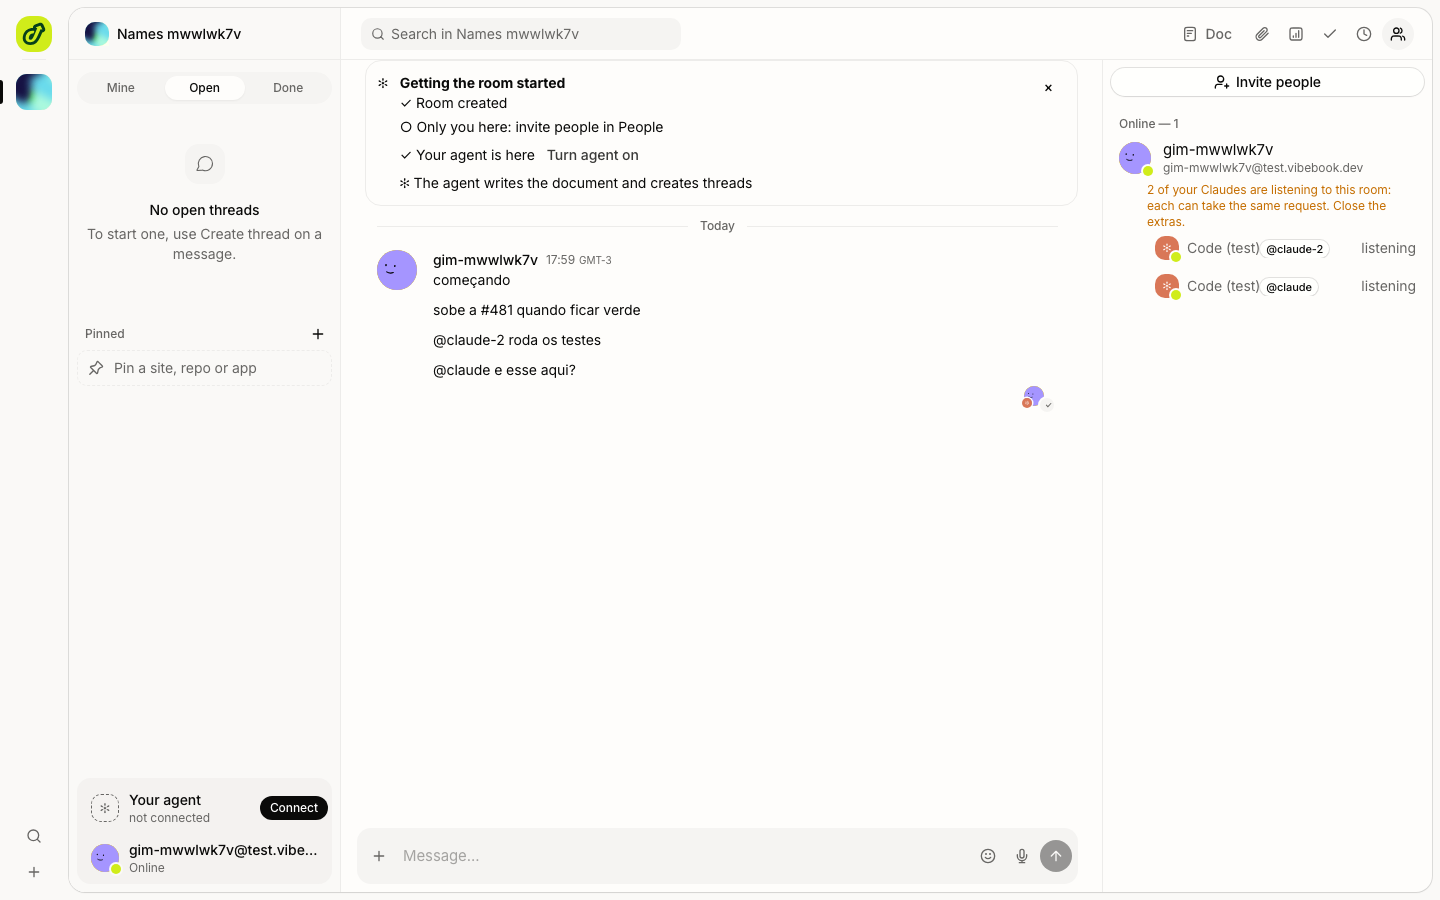 Names mwwlwk7v
Search in Names mwwlwk7v
Doc
Mine
Open
Done
No open threads
To start one, use Create thread on a
message.
Pinned
Pin a site, repo or app
Your agent
not connected
Connect
gim-mwwlwk7v@test.vibe...
Online
Getting the room started
Room created
Only you here: invite people in People
Your agent is here Turn agent on
The agent writes the document and creates threads
Today
gim-mwwlwk7v 17:59 GMT-3
começando
sobe a #481 quando ficar verde
@claude-2 roda os testes
@claude e esse aqui?
Message...
Invite people
Online — 1
gim-mwwlwk7v
gim-mwwlwk7v@test.vibebook.dev
2 of your Claudes are listening to this room:
each can take the same request. Close the
extras.
Code (test) @claude-2 listening
Code (test) @claude listening